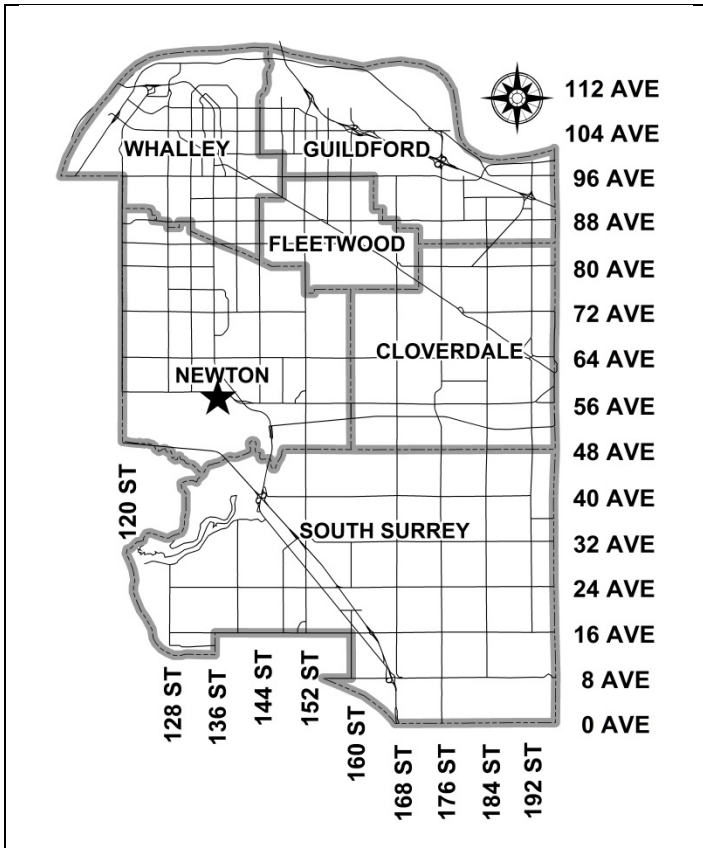 112 AVE
104 AVE
WHALLEY
GUILDFORD
96 AVE
88 AVE
FLEETWOOD
80 AVE
72 AVE
CLOVERDALE
64 AVE
NEWTON
56 AVE
48 AVE
120 ST
40 AVE
SOUTH SURREY
32 AVE
24 AVE
16 AVE
8 AVE
0 AVE
128 ST
136 ST
144 ST
152 ST
160 ST
168 ST
176 ST
184 ST
192 ST